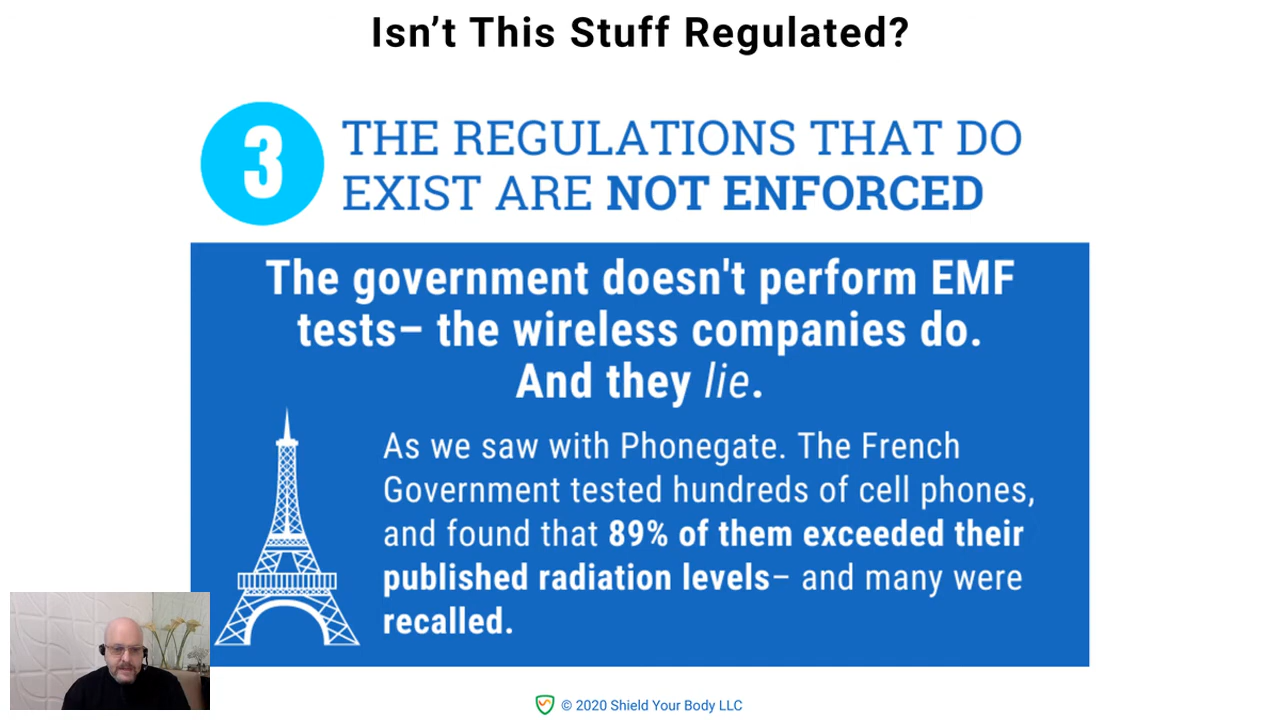 Isn’t This Stuff Regulated?
3
THE REGULATIONS THAT DO
EXIST ARE NOT ENFORCED
The government doesn't perform EMF
tests– the wireless companies do.
And they lie.
As we saw with Phonegate. The French
Government tested hundreds of cell phones,
and found that 89% of them exceeded their
published radiation levels– and many were
recalled.
© 2020 Shield Your Body LLC